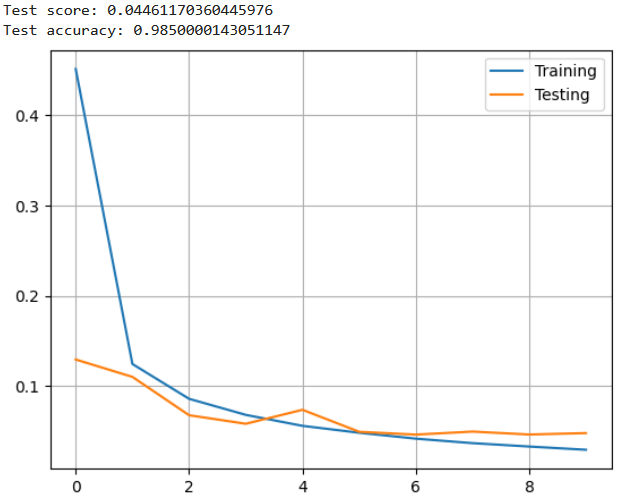 Test score: 0.04461170360445976
Test accuracy: 0.9850000143051147
Training
Testing
0.4
0.3
0.2
0.1
0 2 4 6 8